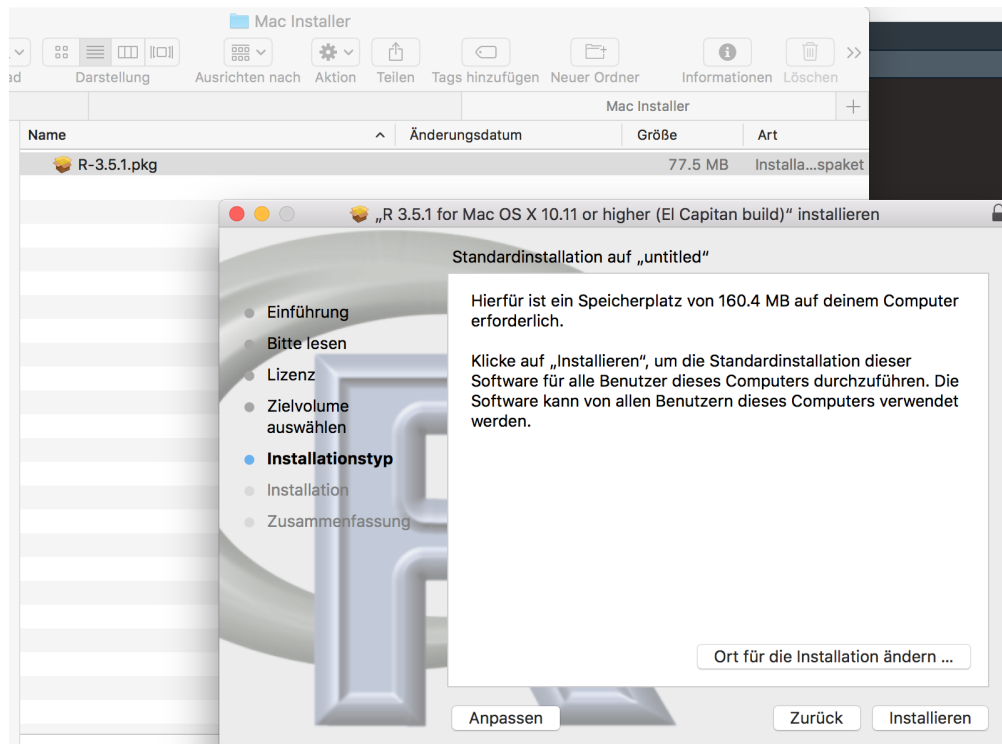 Mac Installer
ad Darstellung Ausrichten nach Aktion Teilen Tags hinzufügen Neuer Ordner Informationen Löschen
Mac Installer
Name Änderungsdatum Größe Art
R-3.5.1.pkg 77.5 MB Installa...spaket
„R 3.5.1 for Mac OS X 10.11 or higher (El Capitan build)“ installieren
Standardinstallation auf „untitled“
Einführung
Bitte lesen
Lizenz
Zielvolume
auswählen
Installationstyp
Installation
Zusammenfassung
Hierfür ist ein Speicherplatz von 160.4 MB auf deinem Computer
erforderlich.
Klicke auf „Installieren“, um die Standardinstallation dieser
Software für alle Benutzer dieses Computers durchzuführen. Die
Software kann von allen Benutzern dieses Computers verwendet
werden.
Ort für die Installation ändern ...
Anpassen Zurück Installieren